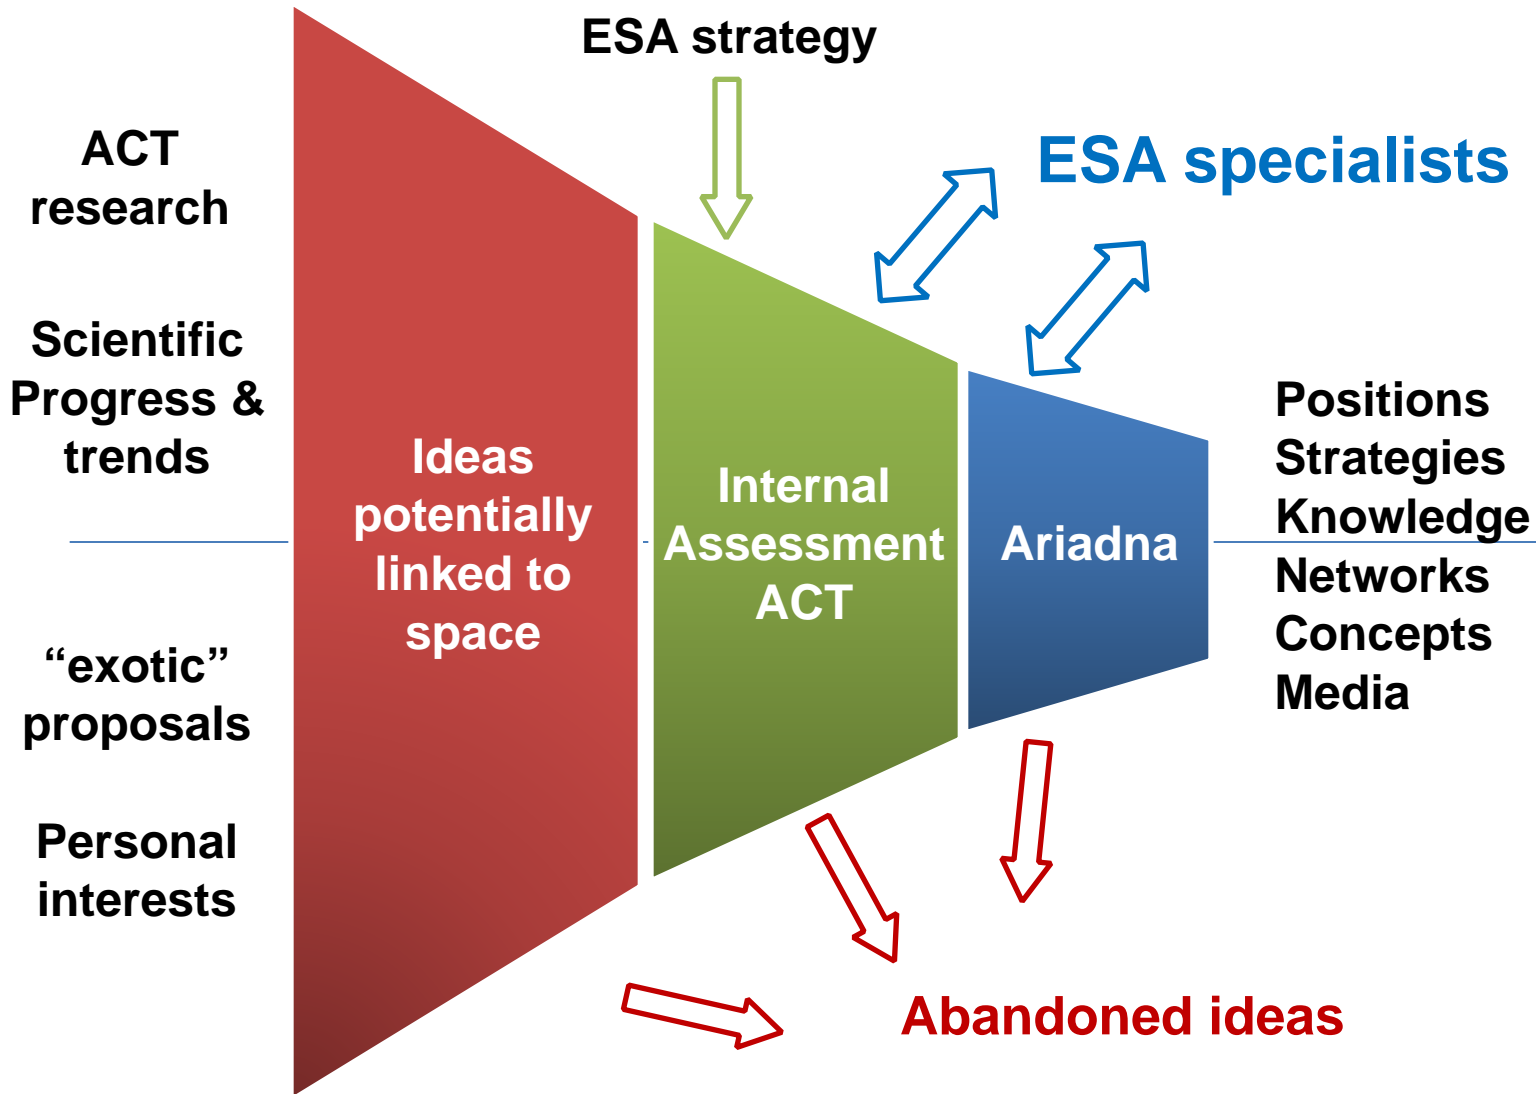 ESA strategy
ACT
research
ESA specialists
Scientific
Progress &
trends
Ideas
potentially
linked to
space
Internal
Assessment
ACT
Ariadna
Positions
Strategies
Knowledge
Networks
Concepts
Media
“exotic”
proposals
Personal
interests
Abandoned ideas